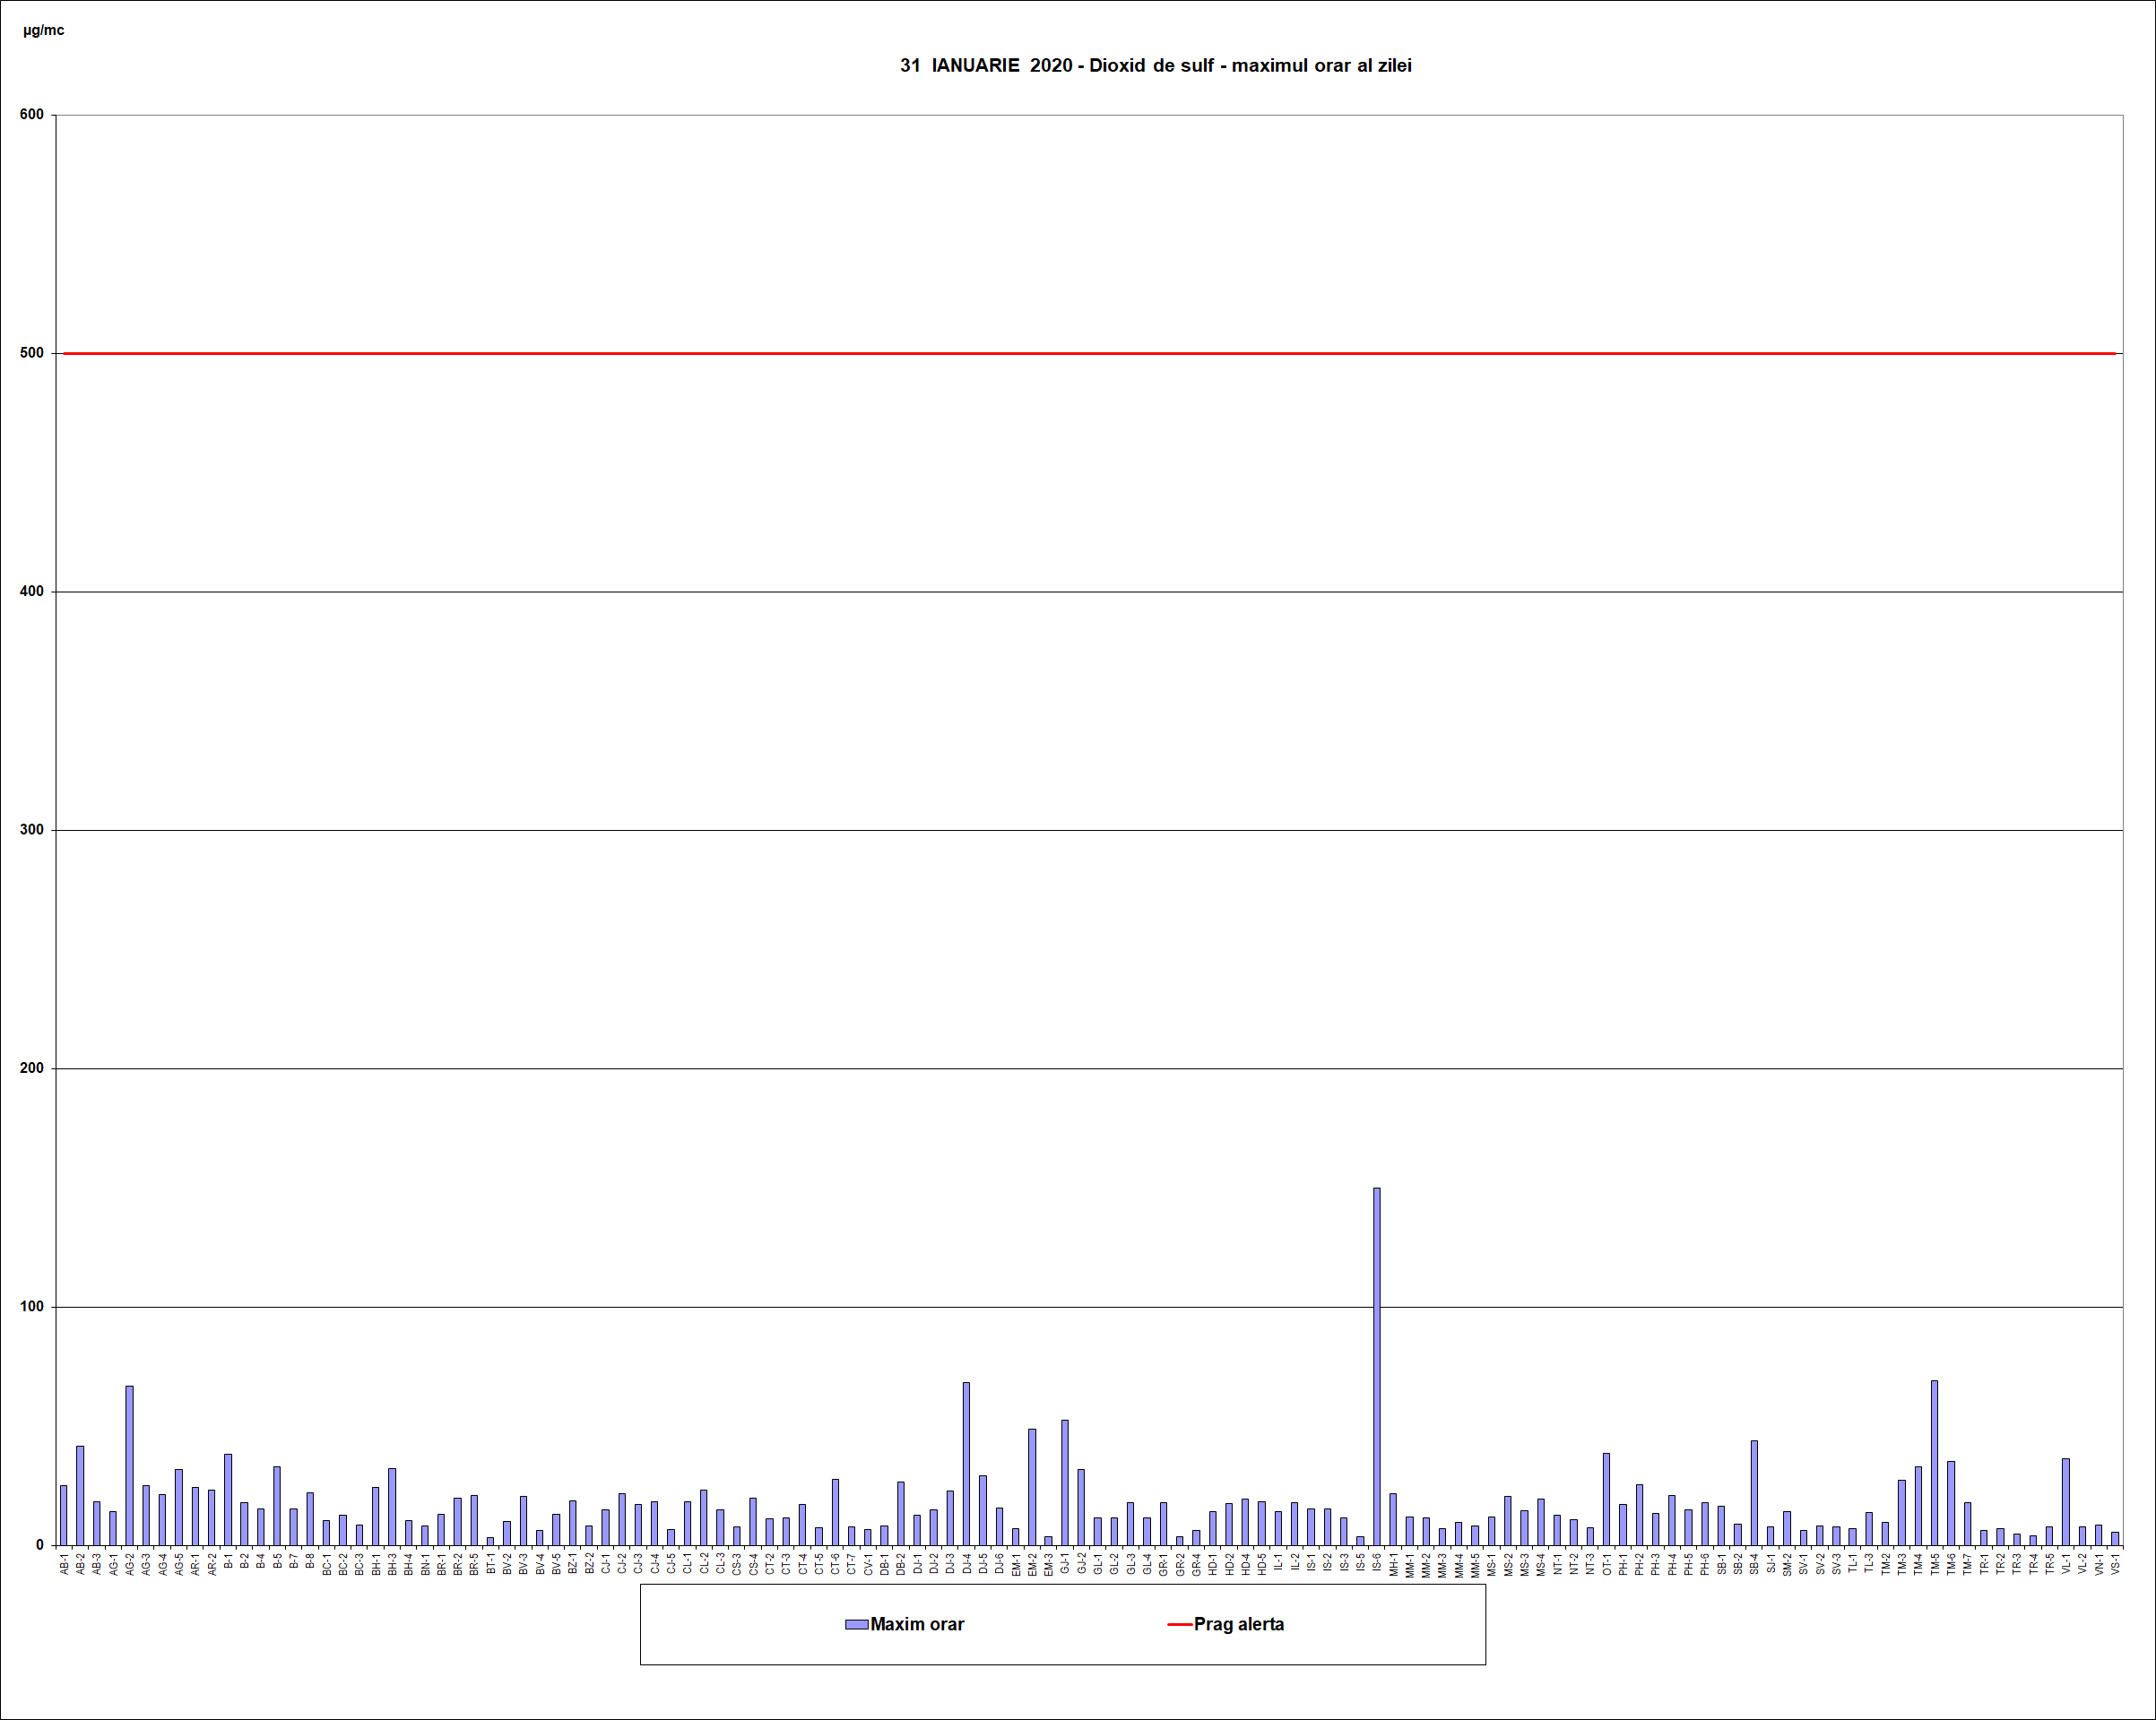 µg/mc
31 IANUARIE 2020 - Dioxid de sulf - maximul orar al zilei
600
500
400
300
200
100
0
AB-1 AB-2 AB-3 AG-1 AG-2 AG-3 AG-4 AG-5 AR-1 AR-2 B-1 B-2 B-4 B-5 B-7 B-8 BC-1 BC-2 BC-3 BH-1 BH-3 BH-4 BN-1 BR-1 BR-2 BR-5 BT-1 BV-2 BV-3 BV-4 BV-5 BZ-1 BZ-2 CJ-1 CJ-2 CJ-3 CJ-4 CJ-5 CL-1 CL-2 CL-3 CS-3 CS-4 CT-2 CT-3 CT-4 CT-5 CT-6 CT-7 CV-1 DB-1 DB-2 DJ-1 DJ-2 DJ-3 DJ-4 DJ-5 DJ-6 EM-1 EM-2 EM-3 GJ-1 GJ-2 GL-1 GL-2 GL-3 GL-4 GR-1 GR-2 GR-4 HD-1 HD-2 HD-4 HD-5 IL-1 IL-2 IS-1 IS-2 IS-3 IS-5 IS-6 MH-1 MM-1 MM-2 MM-3 MM-4 MM-5 MS-1 MS-2 MS-3 MS-4 NT-1 NT-2 NT-3 OT-1 PH-1 PH-2 PH-3 PH-4 PH-5 PH-6 SB-1 SB-2 SB-4 SJ-1 SM-2 SV-1 SV-2 SV-3 TL-1 TL-3 TM-2 TM-3 TM-4 TM-5 TM-6 TM-7 TR-1 TR-2 TR-3 TR-4 TR-5 VL-1 VL-2 VN-1 VS-1
Maxim orar Prag alerta